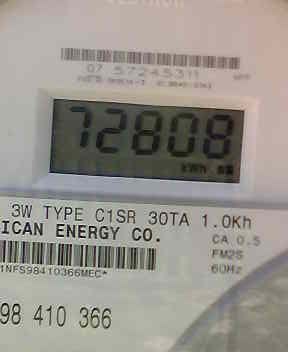 07 57245311
72808
kWh
3W TYPE C1SR 30TA 1.0Kh
ICAN ENERGY CO.
CA 0.5
FM2S
60Hz
1NFS98410366MEC*
98 410 366